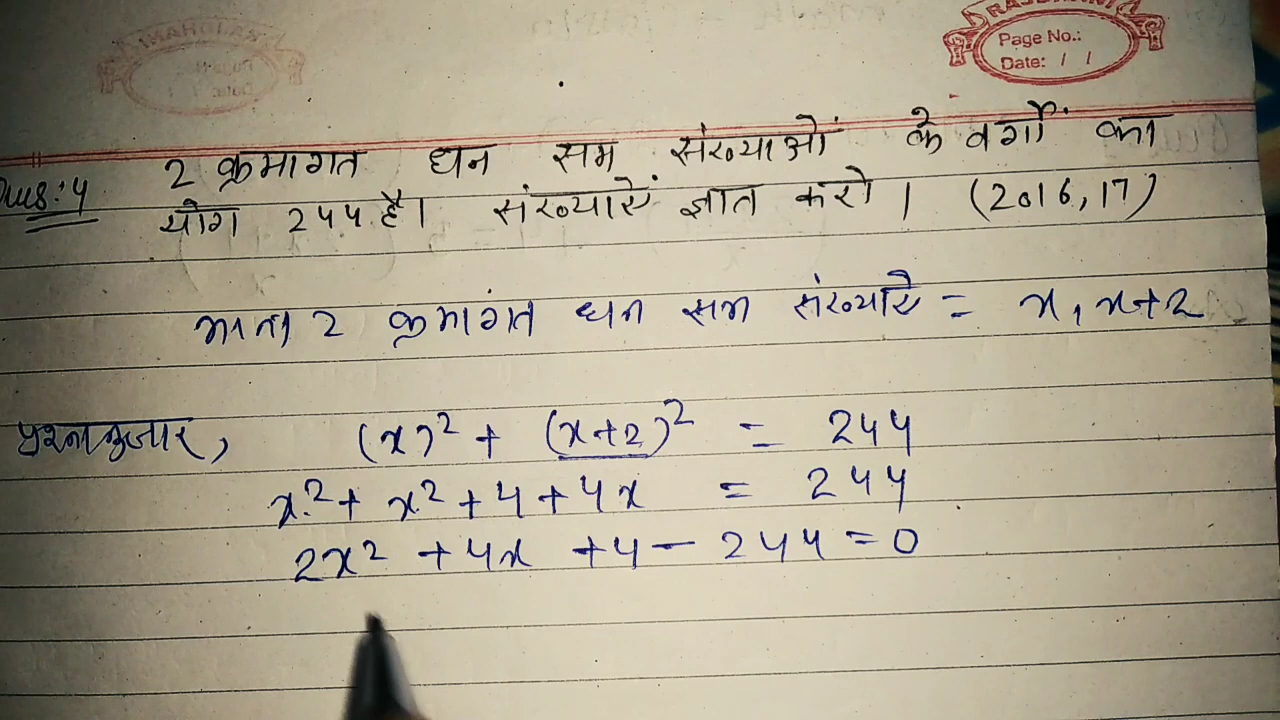 Page No.:
Date: / /
Ques:4 2 क्रमागत धन सम संख्याओं के वर्गों का
योग 244 है। संख्याऐं ज्ञात करो। (2016,17)
माना 2 क्रमांगत धन सम संख्याऐ = x, x+2
प्रश्नानुसार, (x)² + (x+2)² = 244
x² + x² + 4 + 4x = 244
2x² + 4x + 4 - 244 = 0